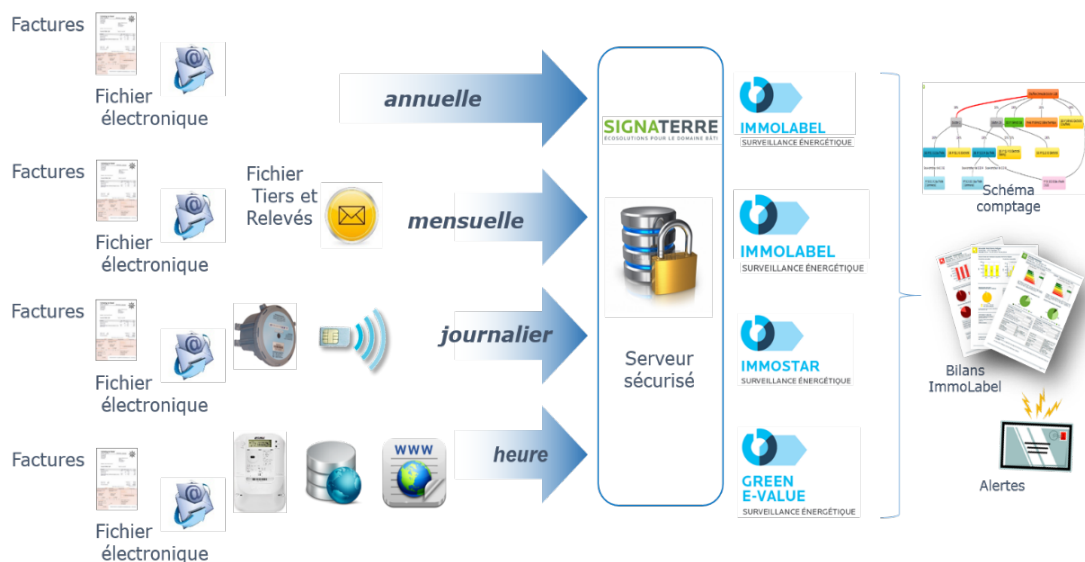 Factures
Fichier
électronique
annuelle
Factures
Fichier
électronique
Fichier
Tiers et
Relevés
mensuelle
Factures
Fichier
électronique
journalier
Factures
Fichier
électronique
WWW
heure
SIGNATERRE
ÉCOSOLUTIONS POUR LE DOMAINE BÂTI
Serveur
sécurisé
IMMOLABEL
SURVEILLANCE ÉNERGÉTIQUE
IMMOLABEL
SURVEILLANCE ÉNERGÉTIQUE
IMMOSTAR
SURVEILLANCE ÉNERGÉTIQUE
GREEN
E-VALUE
SURVEILLANCE ÉNERGÉTIQUE
Schéma
comptage
Bilans
ImmoLabel
Alertes